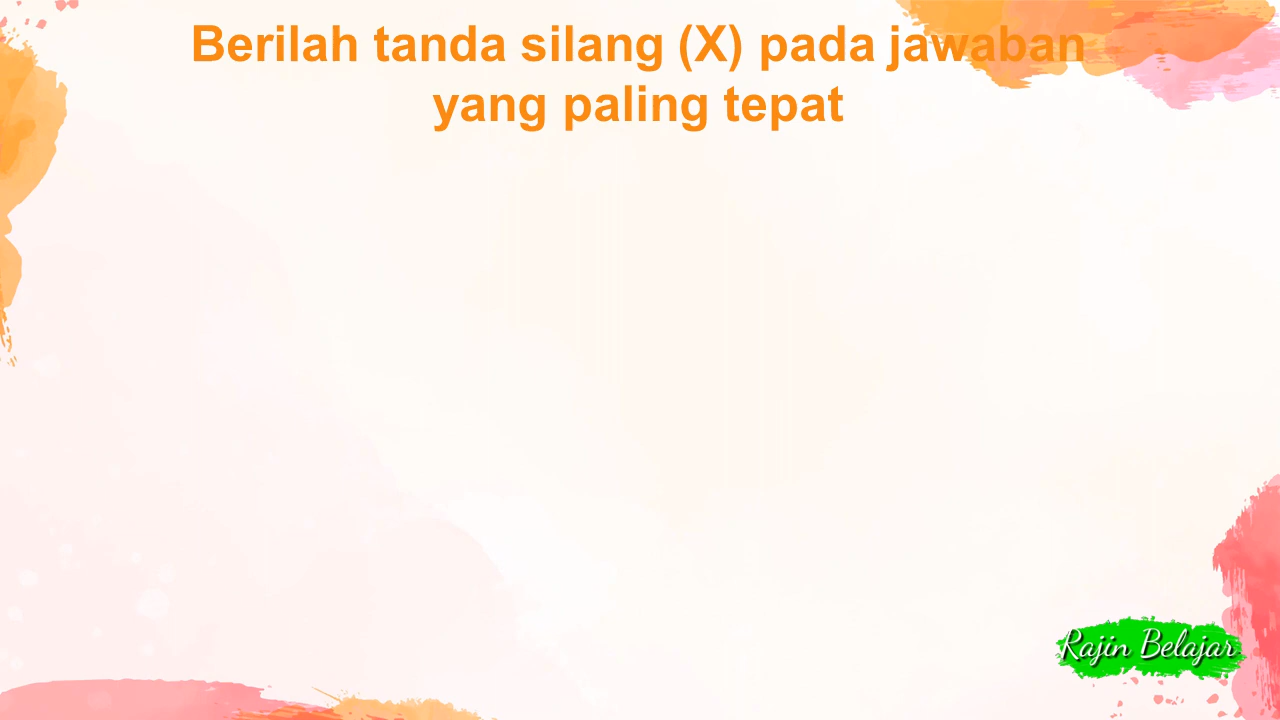 Berilah tanda silang (X) pada jawaban
yang paling tepat
Rajin Belajar